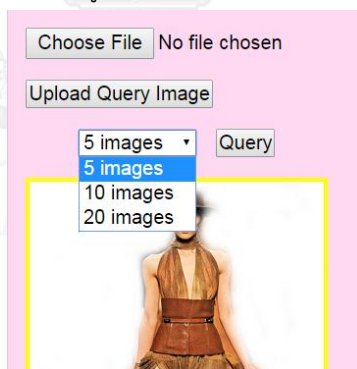 Choose File No file chosen
Upload Query Image
5 images Query
5 images
10 images
20 images